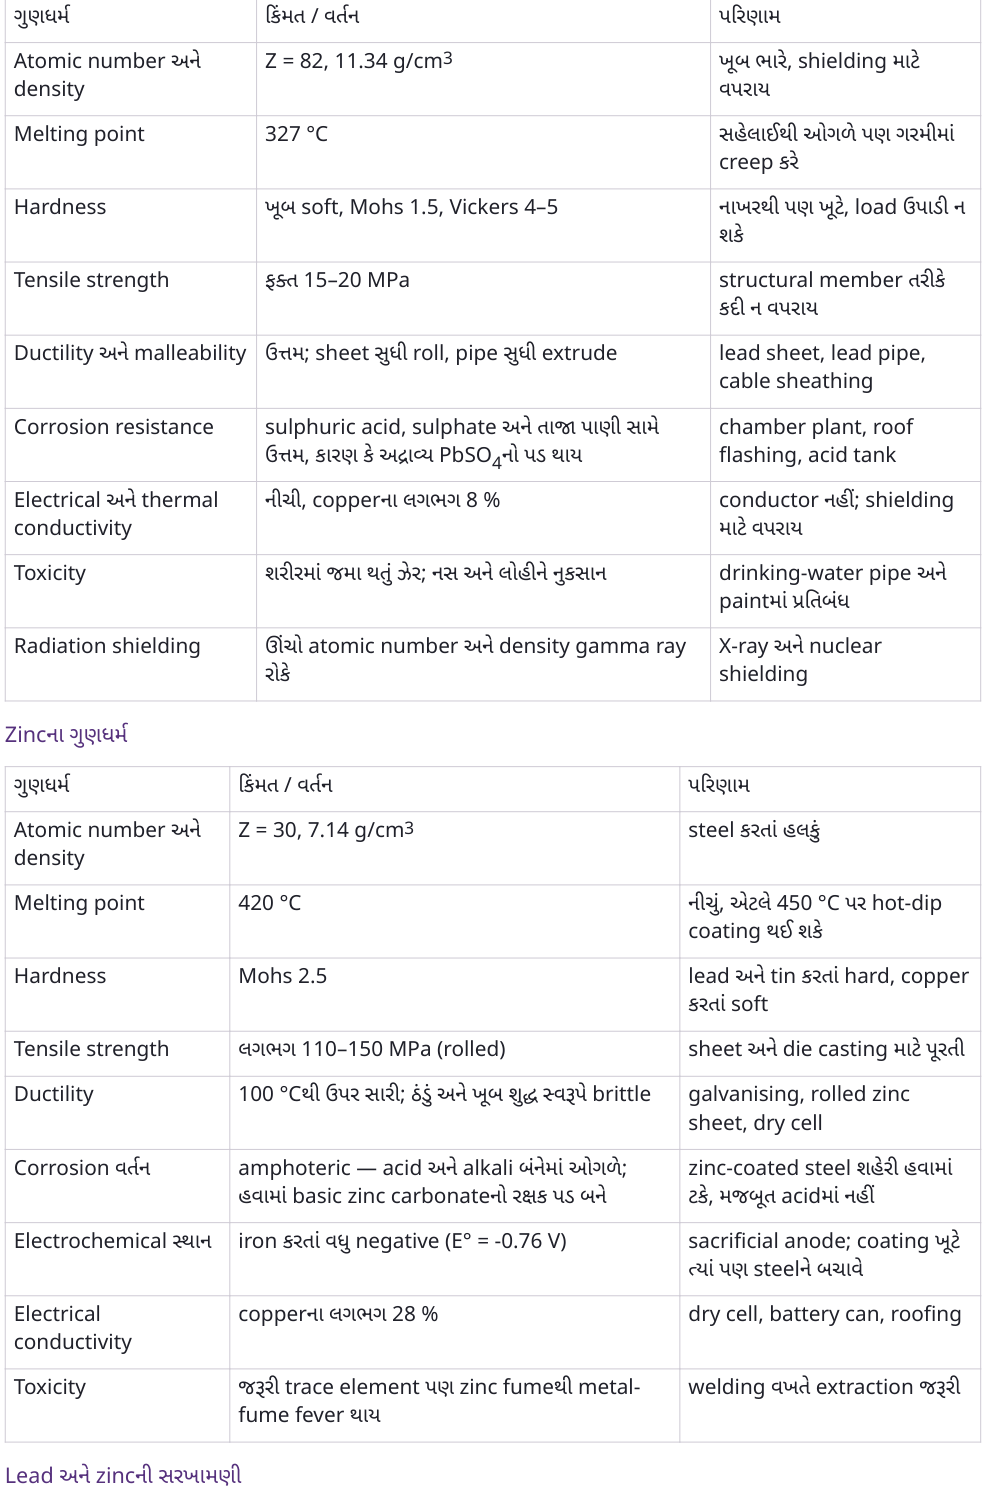 ગુણધર્મ કિંમત / વર્તન પરિણામ
Atomic number અને density Z = 82, 11.34 g/cm3 ખૂબ ભારે, shielding માટે વપરાય
Melting point 327 °C સહેલાઈથી ઓગળે પણ ગરમીમાં creep કરે
Hardness ખૂબ soft, Mohs 1.5, Vickers 4–5 નાખરથી પણ ખૂટે, load ઉપાડી ન શકે
Tensile strength ફક્ત 15–20 MPa structural member તરીકે કદી ન વપરાય
Ductility અને malleability ઉત્તમ; sheet સુધી roll, pipe સુધી extrude lead sheet, lead pipe, cable sheathing
Corrosion resistance sulphuric acid, sulphate અને તાજા પાણી સામે ઉત્તમ, કારણ કે અદ્રાવ્ય PbSO4નો પડ થાય chamber plant, roof flashing, acid tank
Electrical અને thermal conductivity નીચી, copperના લગભગ 8 % conductor નહીં; shielding માટે વપરાય
Toxicity શરીરમાં જમા થતું ઝેર; નસ અને લોહીને નુકસાન drinking-water pipe અને paintમાં પ્રતિબંધ
Radiation shielding ઊંચો atomic number અને density gamma ray રોકે X-ray અને nuclear shielding
Zincના ગુણધર્મ
ગુણધર્મ કિંમત / વર્તન પરિણામ
Atomic number અને density Z = 30, 7.14 g/cm3 steel કરતાં હલકું
Melting point 420 °C નીચું, એટલે 450 °C પર hot-dip coating થઈ શકે
Hardness Mohs 2.5 lead અને tin કરતાં hard, copper કરતાં soft
Tensile strength લગભગ 110–150 MPa (rolled) sheet અને die casting માટે પૂરતી
Ductility 100 °Cથી ઉપર સારી; ઠંડું અને ખૂબ શુદ્ધ સ્વરૂપે brittle galvanising, rolled zinc sheet, dry cell
Corrosion વર્તન amphoteric — acid અને alkali બંનેમાં ઓગળે; હવામાં basic zinc carbonateનો રક્ષક પડ બને zinc-coated steel શહેરી હવામાં ટકે, મજબૂત acidમાં નહીં
Electrochemical સ્થાન iron કરતાં વધુ negative (E° = -0.76 V) sacrificial anode; coating ખૂટે ત્યાં પણ steelને બચાવે
Electrical conductivity copperના લગભગ 28 % dry cell, battery can, roofing
Toxicity જરૂરી trace element પણ zinc fumeથી metal-fume fever થાય welding વખતે extraction જરૂરી
Lead અને zincની સરખામણી